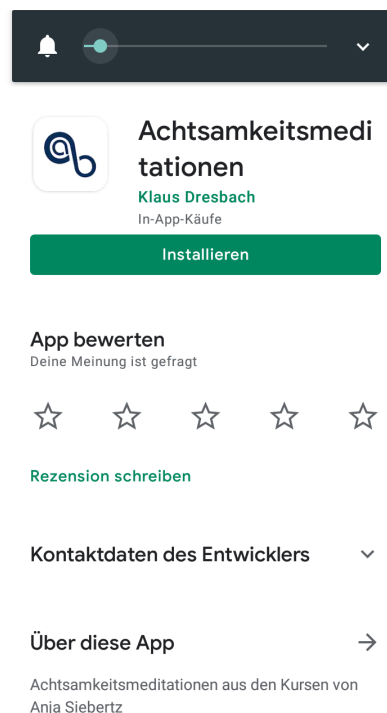 Achtsamkeitsmedi
tationen
Klaus Dresbach
In-App-Käufe
Installieren
App bewerten
Deine Meinung ist gefragt
Rezension schreiben
Kontaktdaten des Entwicklers
Über diese App
Achtsamkeitsmeditationen aus den Kursen von
Anja Siebertz